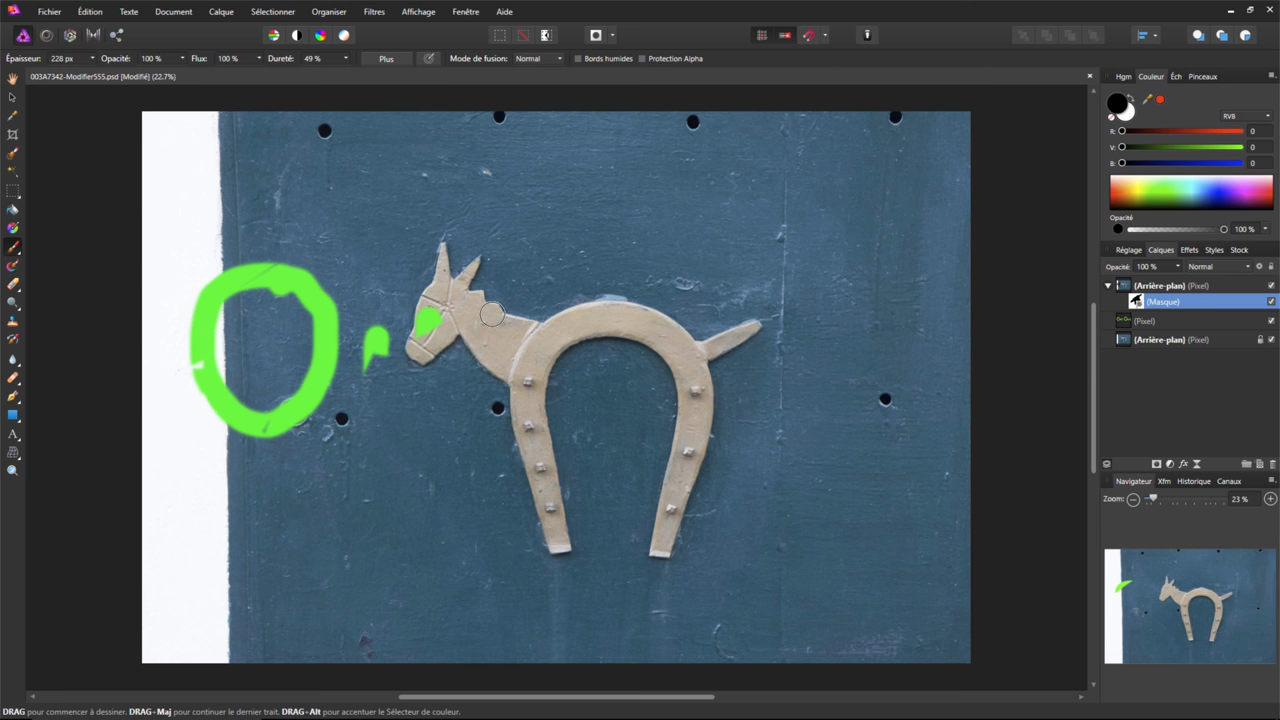 Fichier Édition Texte Document Calque Sélectionner Organiser Filtres Affichage Fenêtre Aide
Épaisseur: 228 px Opacité: 100 % Flux: 100 % Dureté: 49 % Plus Mode de fusion: Normal Bords humides Protection Alpha
003A7342-Modifier555.psd [Modifié] (22.7%)
Hgm Couleur Éch Pinceaux
RVB
R: 0
V: 0
B: 0
Opacité
100 %
Réglage Calques Effets Styles Stock
Opacité: 100 % Normal
(Arrière-plan) (Pixel)
(Masque)
(Pixel)
(Arrière-plan) (Pixel)
fx
Navigateur Xfm Historique Canaux
Zoom: 23 %
DRAG pour commencer à dessiner. DRAG+Maj pour continuer le dernier trait. DRAG+Alt pour accentuer le Sélecteur de couleur.